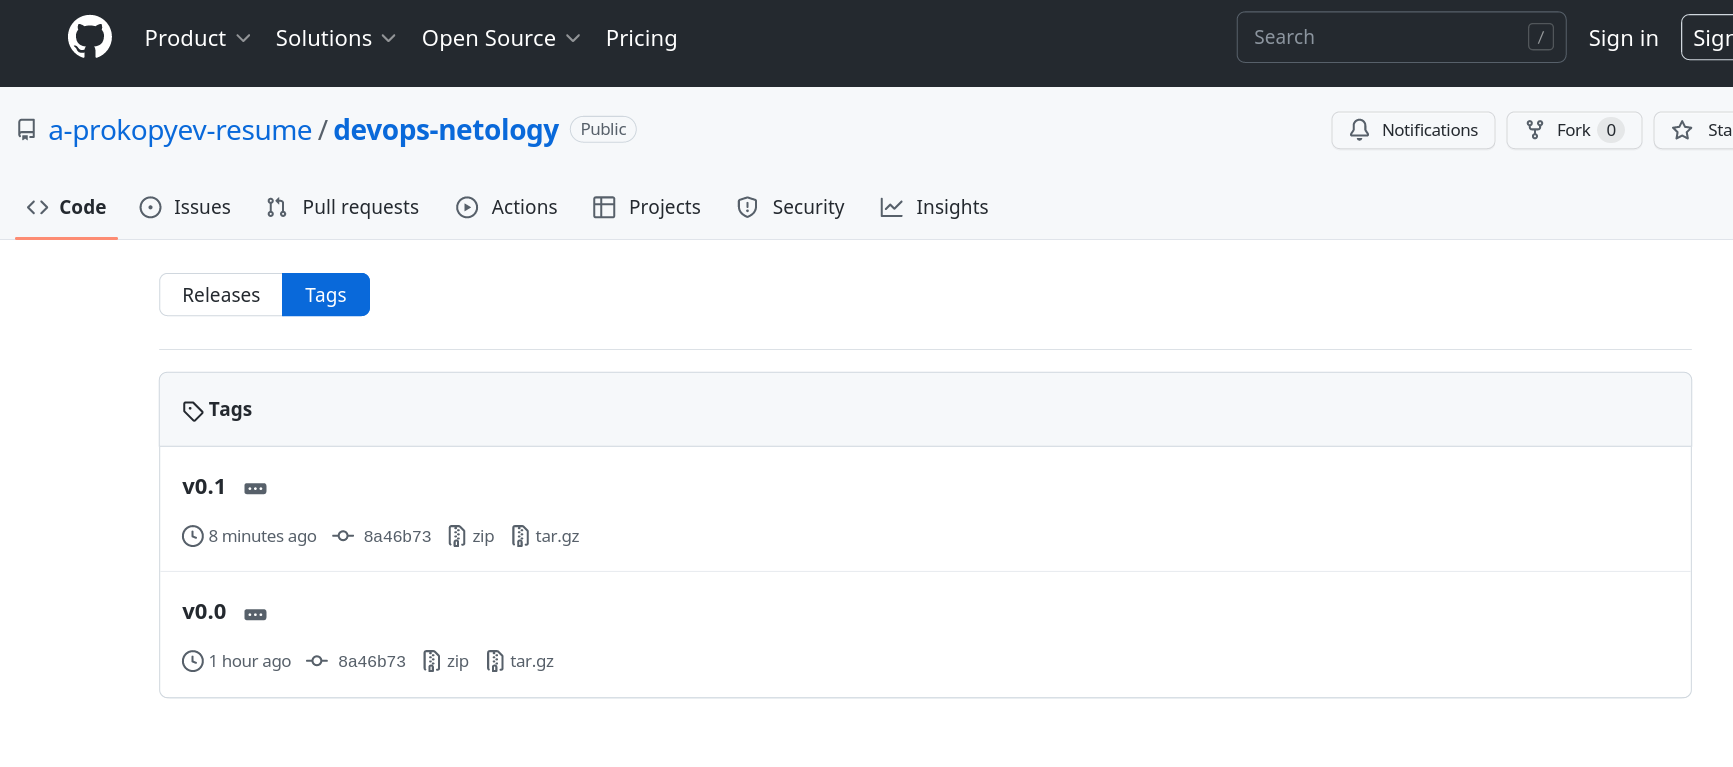 Product Solutions Open Source Pricing Search / Sign in Sign
a-prokopyev-resume / devops-netology Public Notifications Fork 0 Sta
Code Issues Pull requests Actions Projects Security Insights
Releases Tags
Tags
v0.1
8 minutes ago 8a46b73 zip tar.gz
v0.0
1 hour ago 8a46b73 zip tar.gz